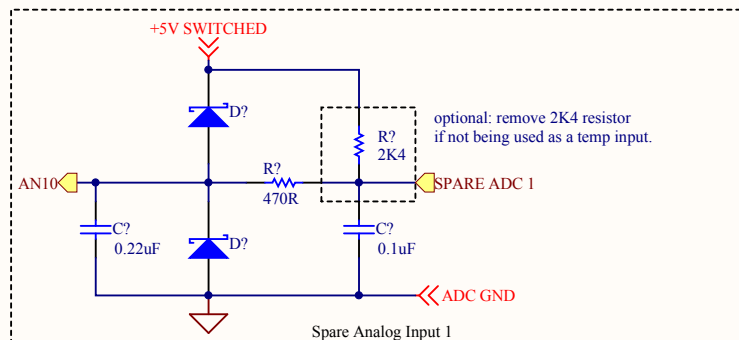 +5V SWITCHED
D?
optional: remove 2K4 resistor
if not being used as a temp input.
R?
2K4
AN10
R?
470R
SPARE ADC 1
C?
0.22uF
D?
C?
0.1uF
ADC GND
Spare Analog Input 1